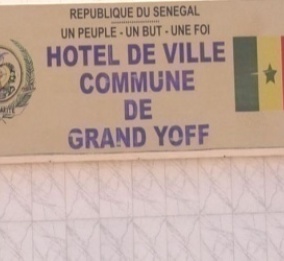 REPUBLIQUE DU SENEGAL
UN PEUPLE - UN BUT - UNE FOI
HOTEL DE VILLE
COMMUNE
DE
GRAND YOFF